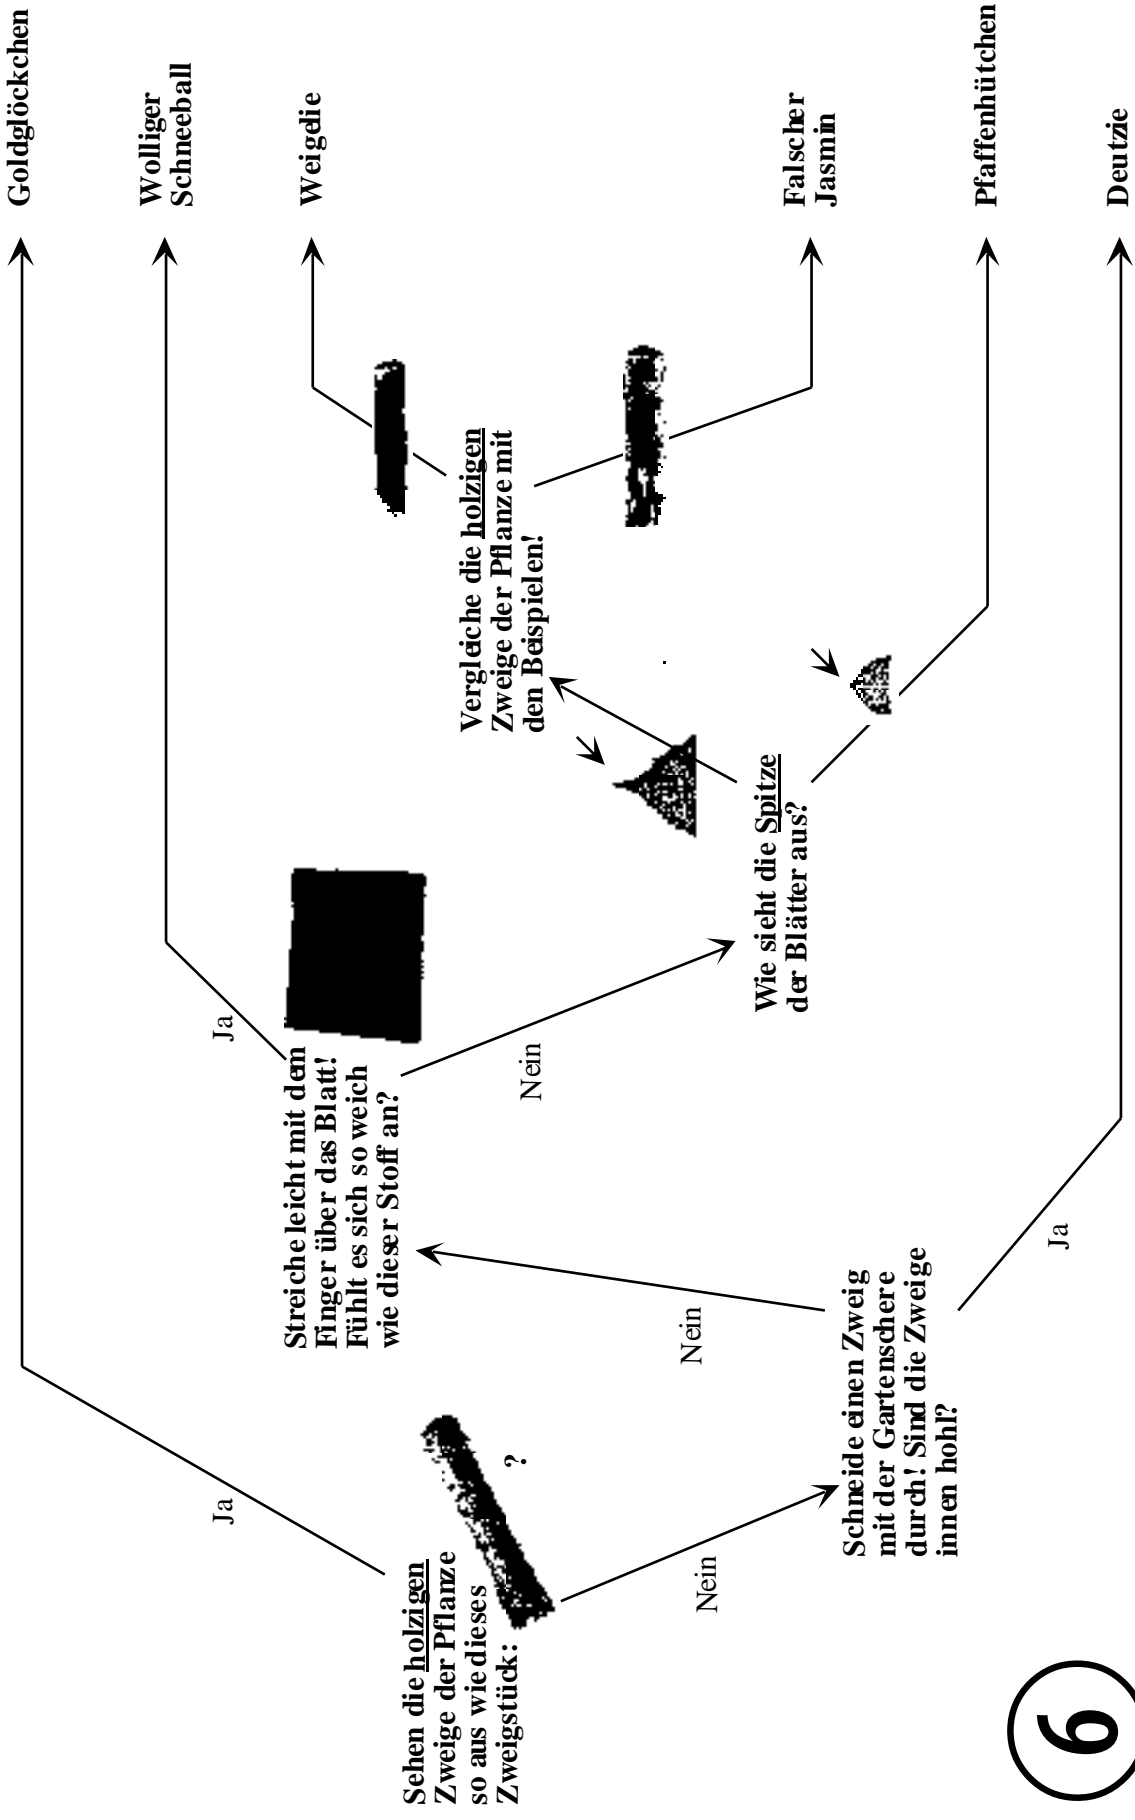 Goldglöckchen
Wolliger
Schneeball
Weigelie
Falscher
Jasmin
Pfaffenhütchen
Deutzie
Sehen die holzigen
Zweige der Pflanze
so aus wie dieses
Zweigstück: ?
Ja
Nein
Schneide einen Zweig
mit der Gartenschere
durch! Sind die Zweige
innen hohl?
Nein
Ja
Streiche leicht mit dem
Finger über das Blatt!
Fühlt es sich so weich
wie dieser Stoff an?
Ja
Nein
Wie sieht die Spitze
der Blätter aus?
Vergleiche die holzigen
Zweige der Pflanze mit
den Beispielen!
6